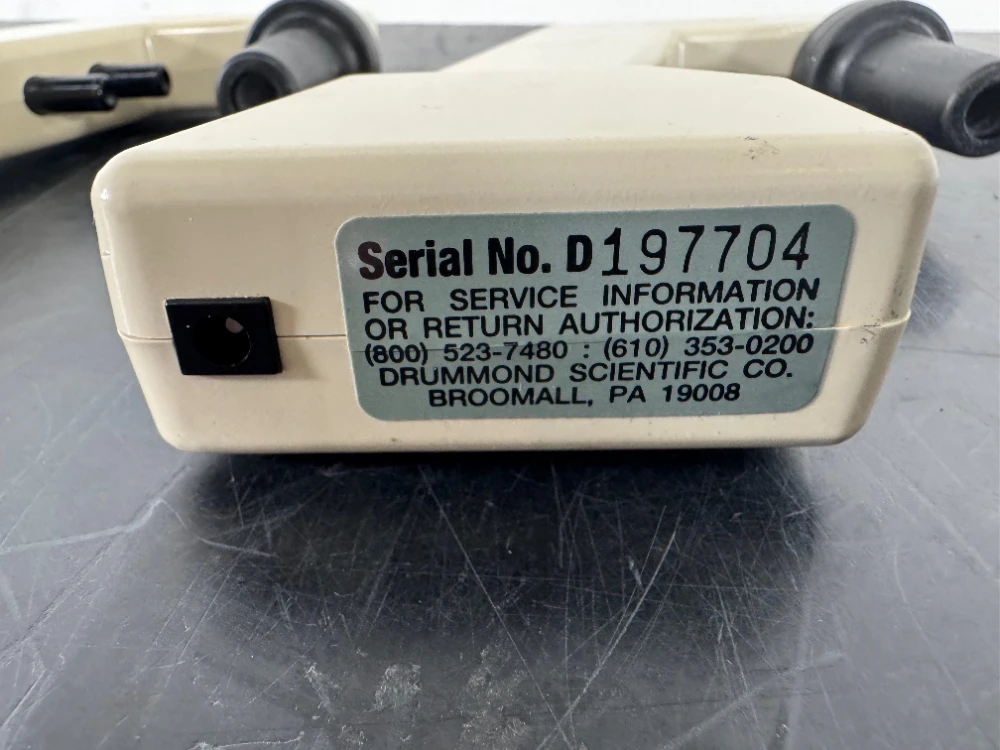 Serial No. D197704
FOR SERVICE INFORMATION
OR RETURN AUTHORIZATION:
(800) 523-7480 : (610) 353-0200
DRUMMOND SCIENTIFIC CO.
BROOMALL, PA 19008